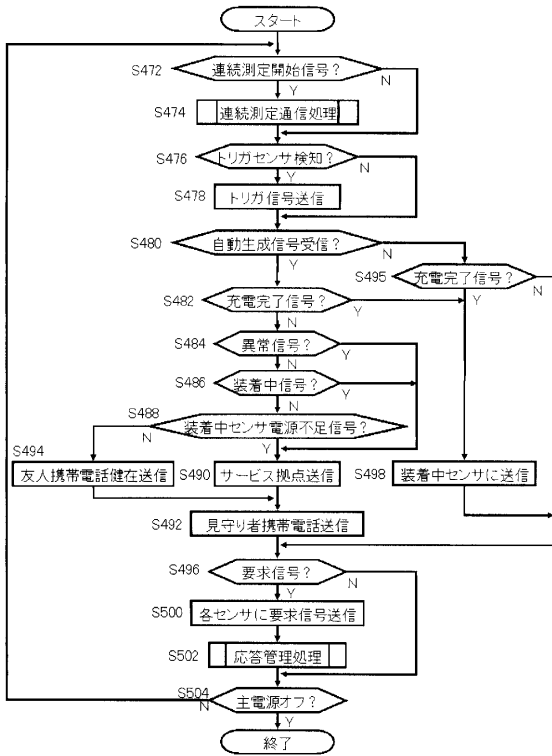 スタート
S472
連続測定開始信号?
N
Y
S474
連続測定通信処理
S476
トリガセンサ検知?
N
Y
S478
トリガ信号送信
S480
自動生成信号受信?
N
Y
S495
充電完了信号?
N
Y
S482
充電完了信号?
Y
N
S484
異常信号?
Y
N
S486
装着中信号?
Y
N
S488
装着中センサ電源不足信号?
N
Y
S494
友人携帯電話健在送信
S490
サービス拠点送信
S498
装着中センサに送信
S492
見守り者携帯電話送信
S496
要求信号?
N
Y
S500
各センサに要求信号送信
S502
応答管理処理
S504
主電源オフ?
N
Y
終了